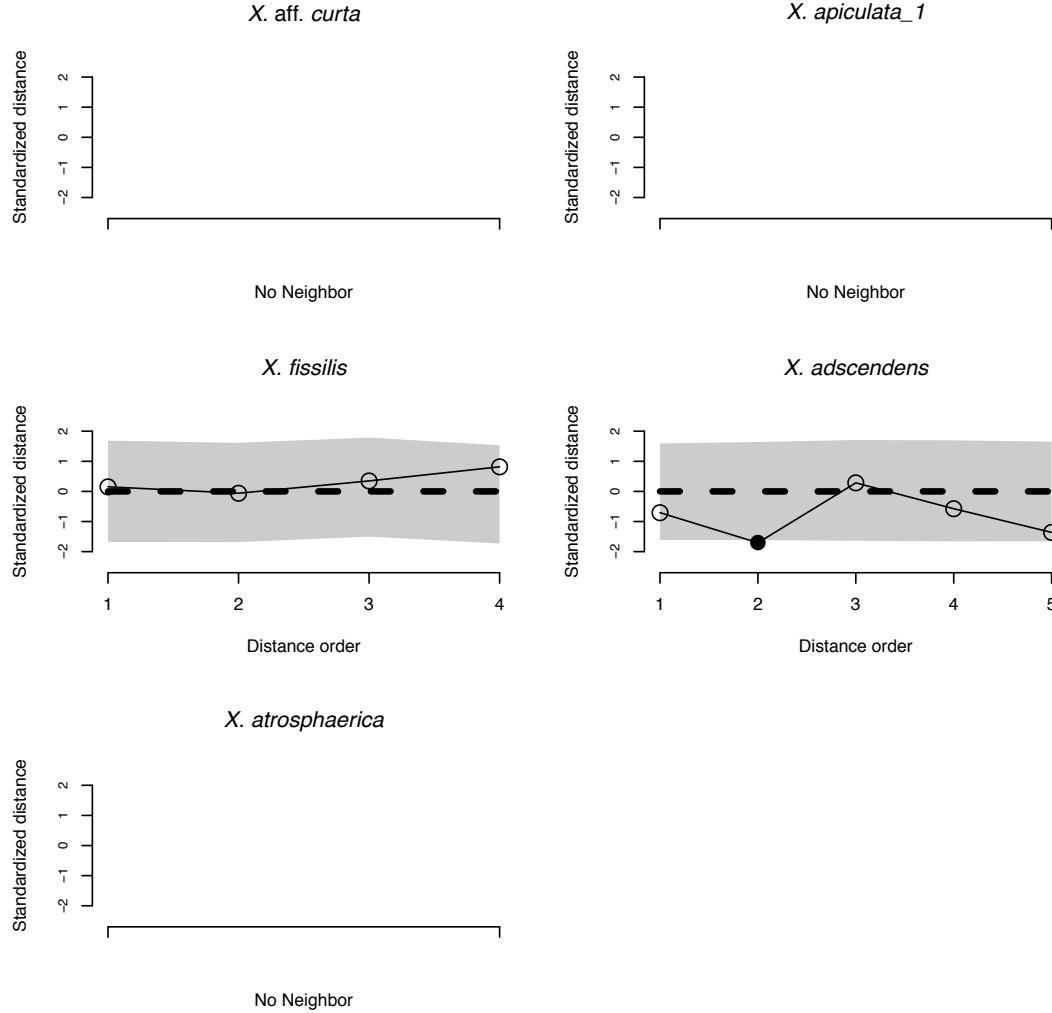 X. aff. curta
Standardized distance
2
1
0
-1
-2
No Neighbor
X. apiculata_1
Standardized distance
2
1
0
-1
-2
No Neighbor
X. fissilis
Standardized distance
2
1
0
-1
-2
1 2 3 4
Distance order
X. adscendens
Standardized distance
2
1
0
-1
-2
1 2 3 4 5
Distance order
X. atrosphaerica
Standardized distance
2
1
0
-1
-2
No Neighbor